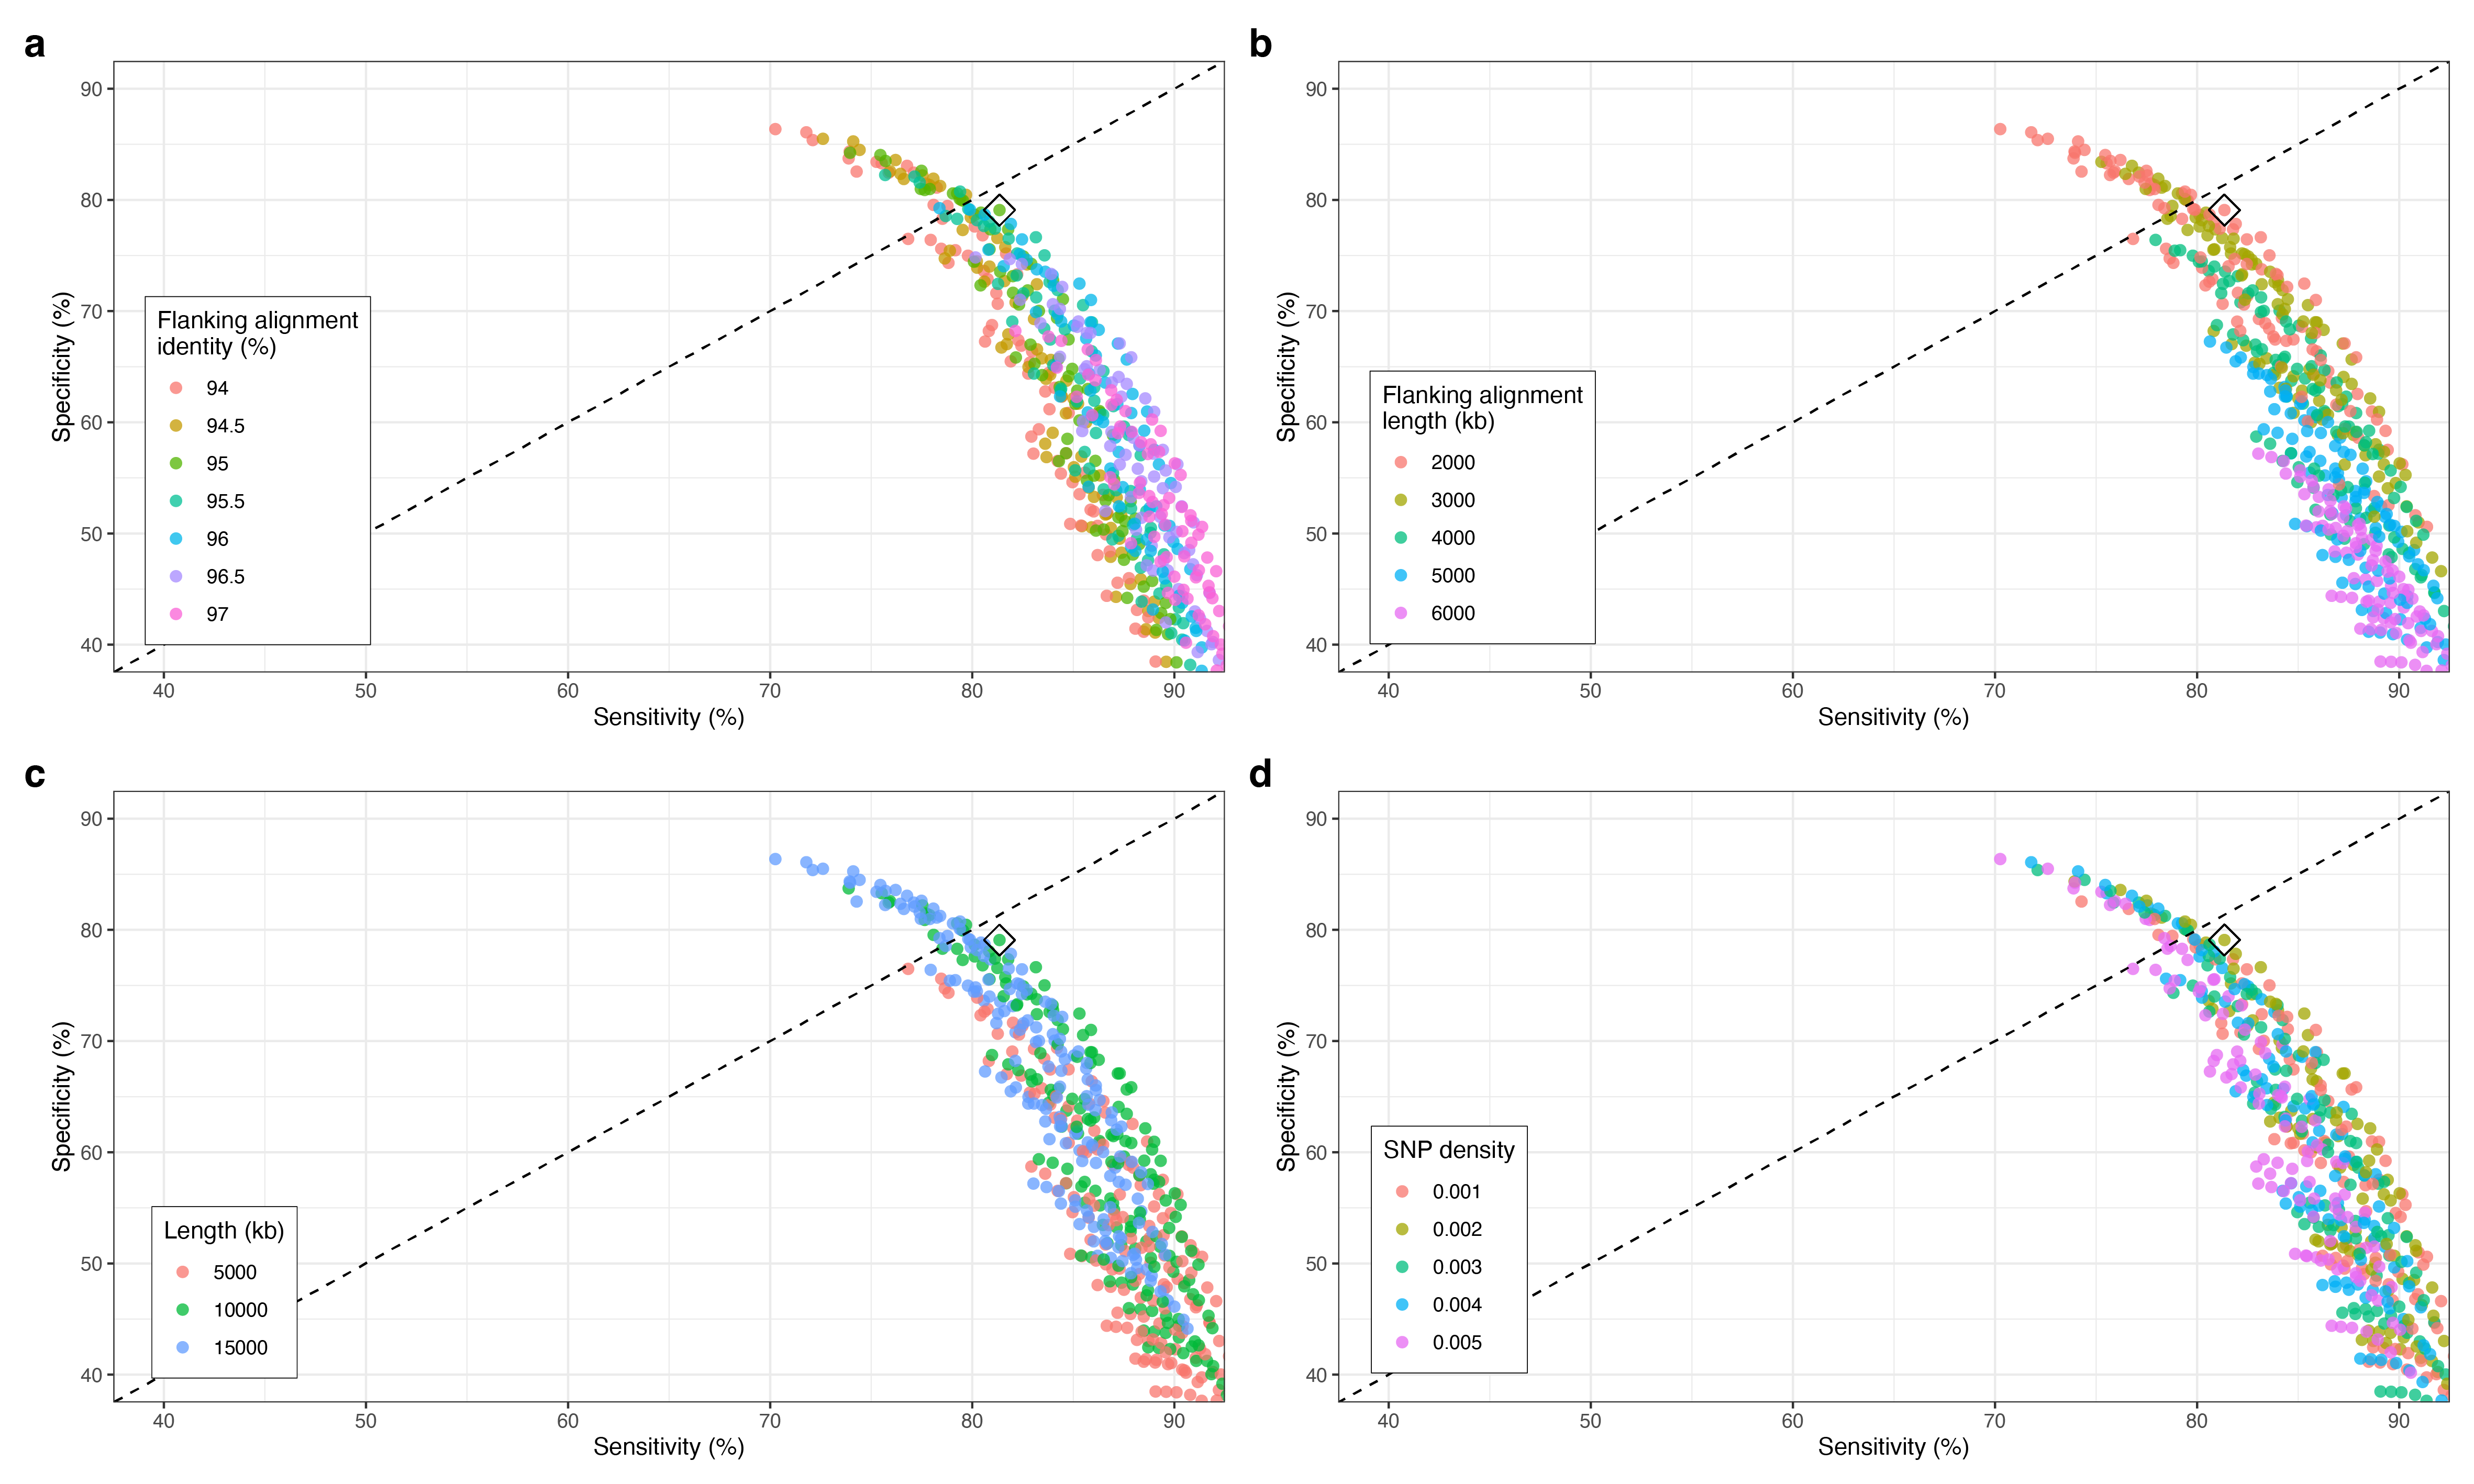 a
90
80
70
60
50
40
Specificity (%)
Flanking alignment
identity (%)
94
94.5
95
95.5
96
96.5
97
40 50 60 70 80 90
Sensitivity (%)
b
90
80
70
60
50
40
Specificity (%)
Flanking alignment
length (kb)
2000
3000
4000
5000
6000
40 50 60 70 80 90
Sensitivity (%)
c
90
80
70
60
50
40
Specificity (%)
Length (kb)
5000
10000
15000
40 50 60 70 80 90
Sensitivity (%)
d
90
80
70
60
50
40
Specificity (%)
SNP density
0.001
0.002
0.003
0.004
0.005
40 50 60 70 80 90
Sensitivity (%)